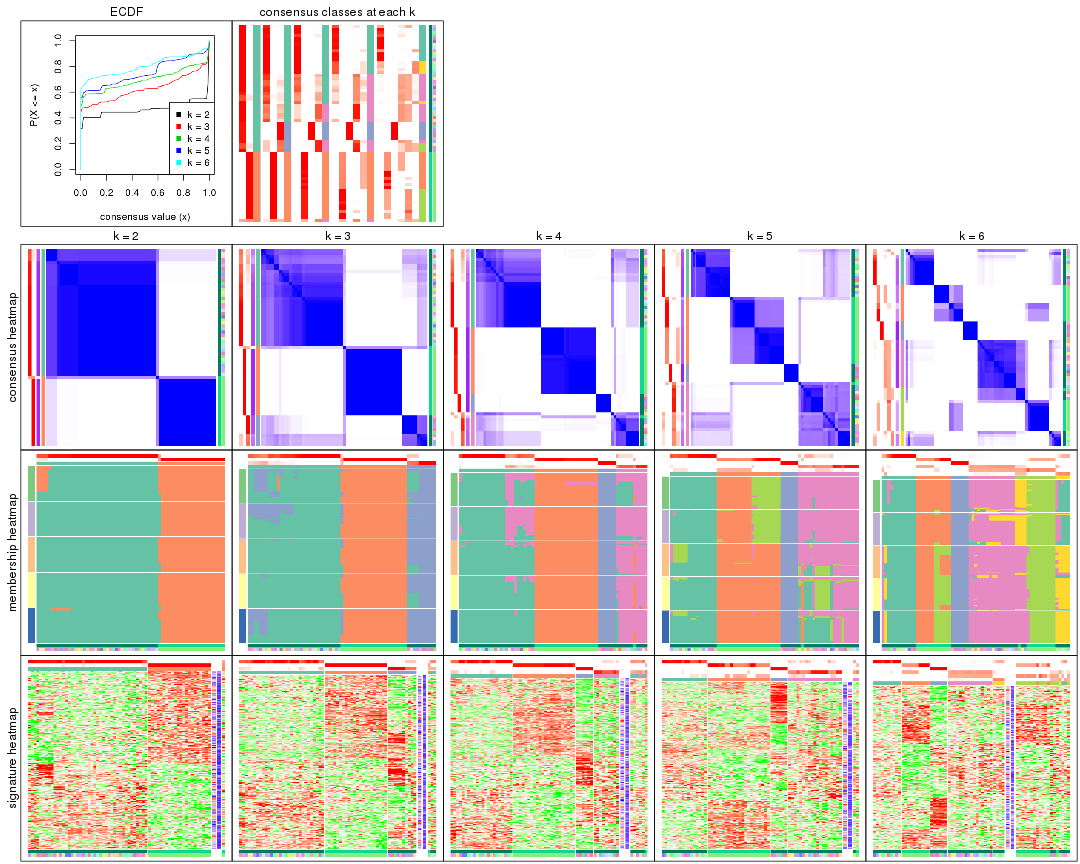 ECDF
consensus classes at each k
P(X <= x)
0.0 0.2 0.4 0.6 0.8 1.0
k = 2
k = 3
k = 4
k = 5
k = 6
0.0 0.2 0.4 0.6 0.8 1.0
consensus value (x)
k = 2
k = 3
k = 4
k = 5
k = 6
consensus heatmap
membership heatmap
signature heatmap